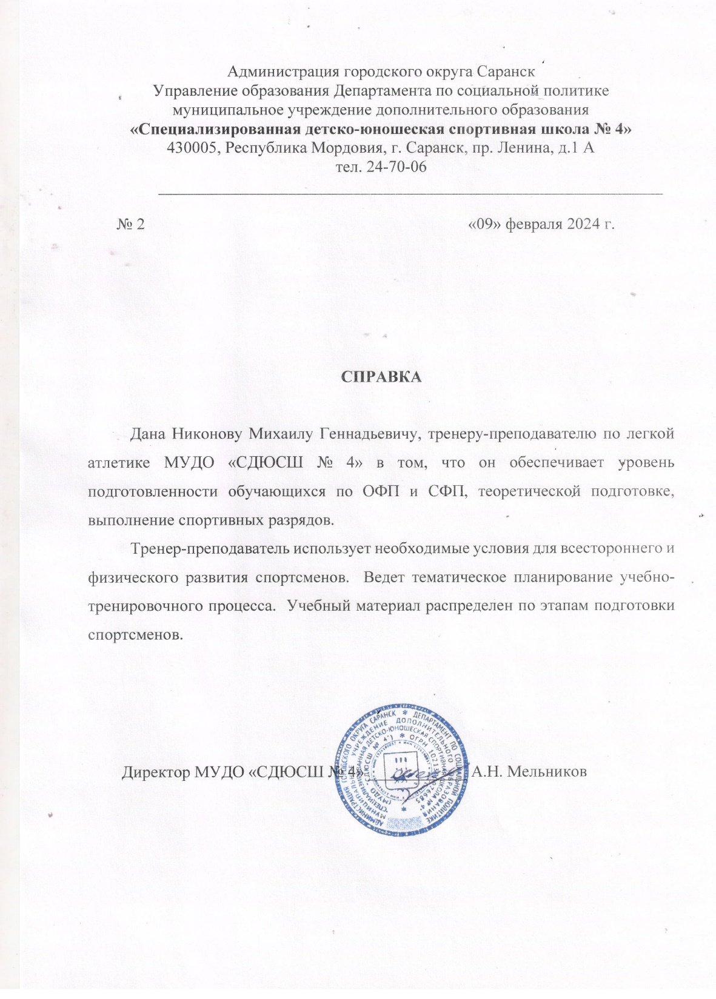 Администрация городского округа Саранск
Управление образования Департамента по социальной политике
муниципальное учреждение дополнительного образования
«Специализированная детско-юношеская спортивная школа № 4»
430005, Республика Мордовия, г. Саранск, пр. Ленина, д.1 А
тел. 24-70-06
№ 2 «09» февраля 2024 г.
СПРАВКА
Дана Никонову Михаилу Геннадьевичу, тренеру-преподавателю по легкой
атлетике МУДО «СДЮСШ № 4» в том, что он обеспечивает уровень
подготовленности обучающихся по ОФП и СФП, теоретической подготовке,
выполнение спортивных разрядов.
Тренер-преподаватель использует необходимые условия для всестороннего и
физического развития спортсменов. Ведет тематическое планирование учебно-
тренировочного процесса. Учебный материал распределен по этапам подготовки
спортсменов.
Директор МУДО «СДЮСШ № 4» А.Н. Мельников
АДМИНИСТРАЦИЯ ГОРОДСКОГО ОКРУГА САРАНСК * ДЕПАРТАМЕНТ ПО СОЦИАЛЬНОЙ ПОЛИТИКЕ
МУНИЦИПАЛЬНОЕ УЧРЕЖДЕНИЕ ДОПОЛНИТЕЛЬНОГО ОБРАЗОВАНИЯ
"СПЕЦИАЛИЗИРОВАННАЯ ДЕТСКО-ЮНОШЕСКАЯ СПОРТИВНАЯ ШКОЛА № 4"
(МУДО "СДЮСШ № 4") * ОГРН